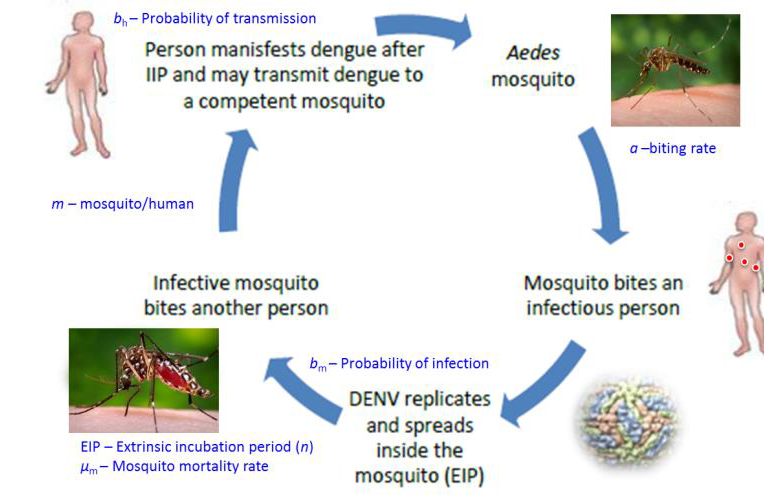 bh – Probability of transmission
Person manisfests dengue after
IIP and may transmit dengue to
a competent mosquito
Aedes
mosquito
a –biting rate
m – mosquito/human
Mosquito bites an
infectious person
Infective mosquito
bites another person
bm – Probability of infection
DENV replicates
and spreads
inside the
mosquito (EIP)
EIP – Extrinsic incubation period (n)
μm – Mosquito mortality rate